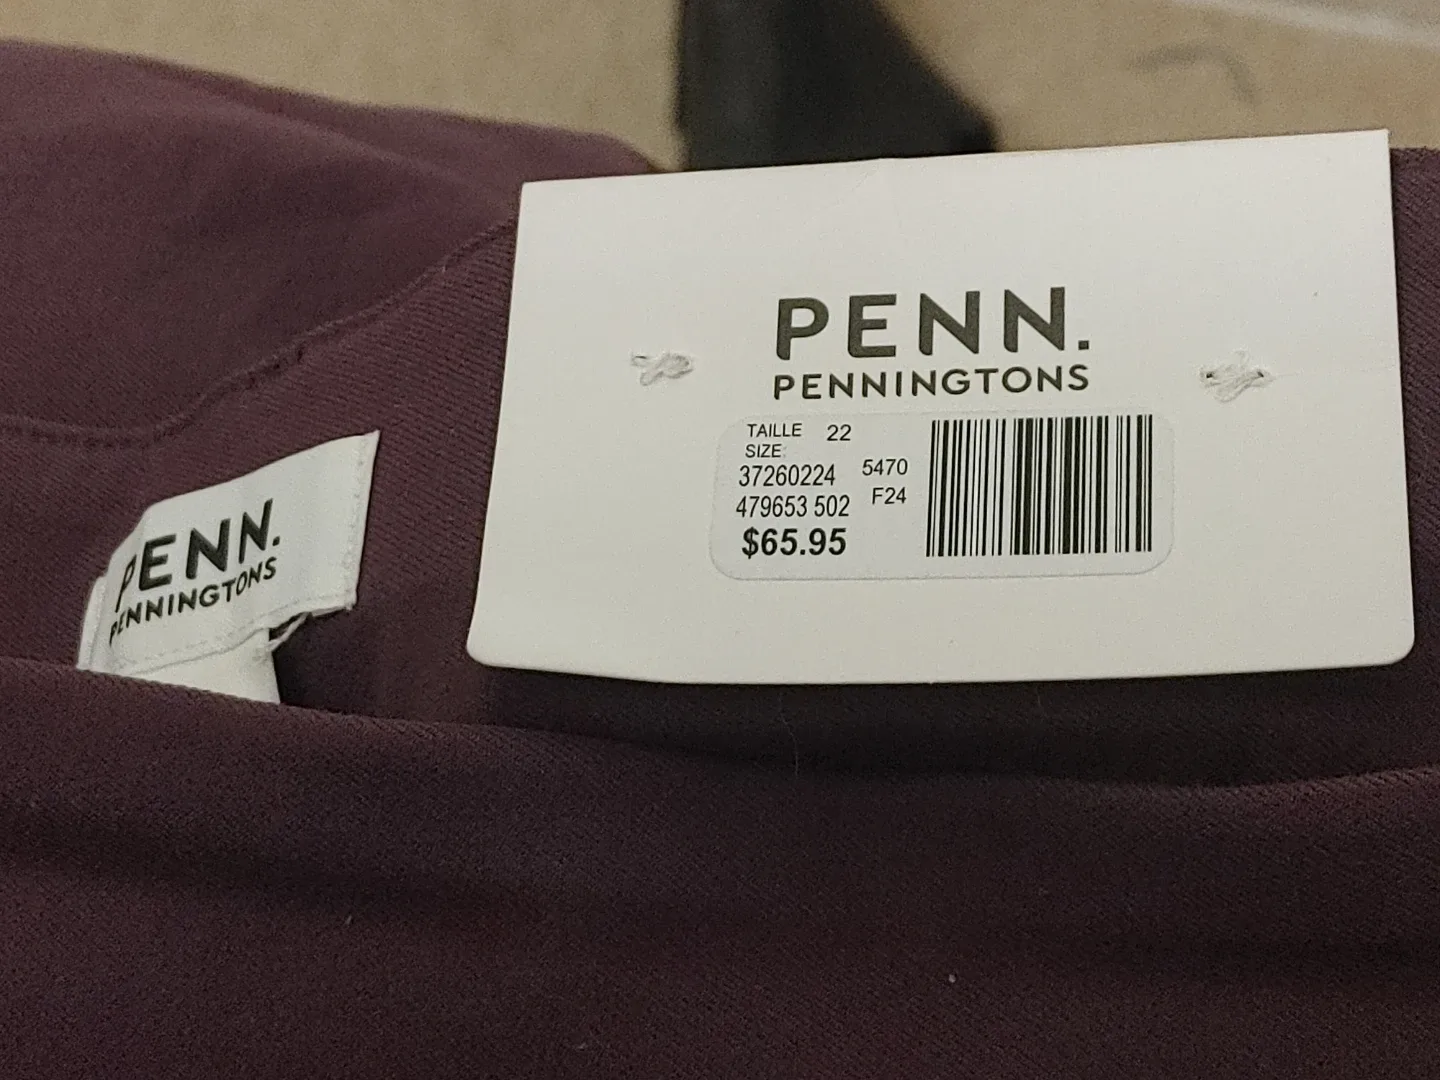 PENN.
PENNINGTONS
TAILLE 22
SIZE:
37260224 5470
479653 502 F24
$65.95
PENN.
PENNINGTONS